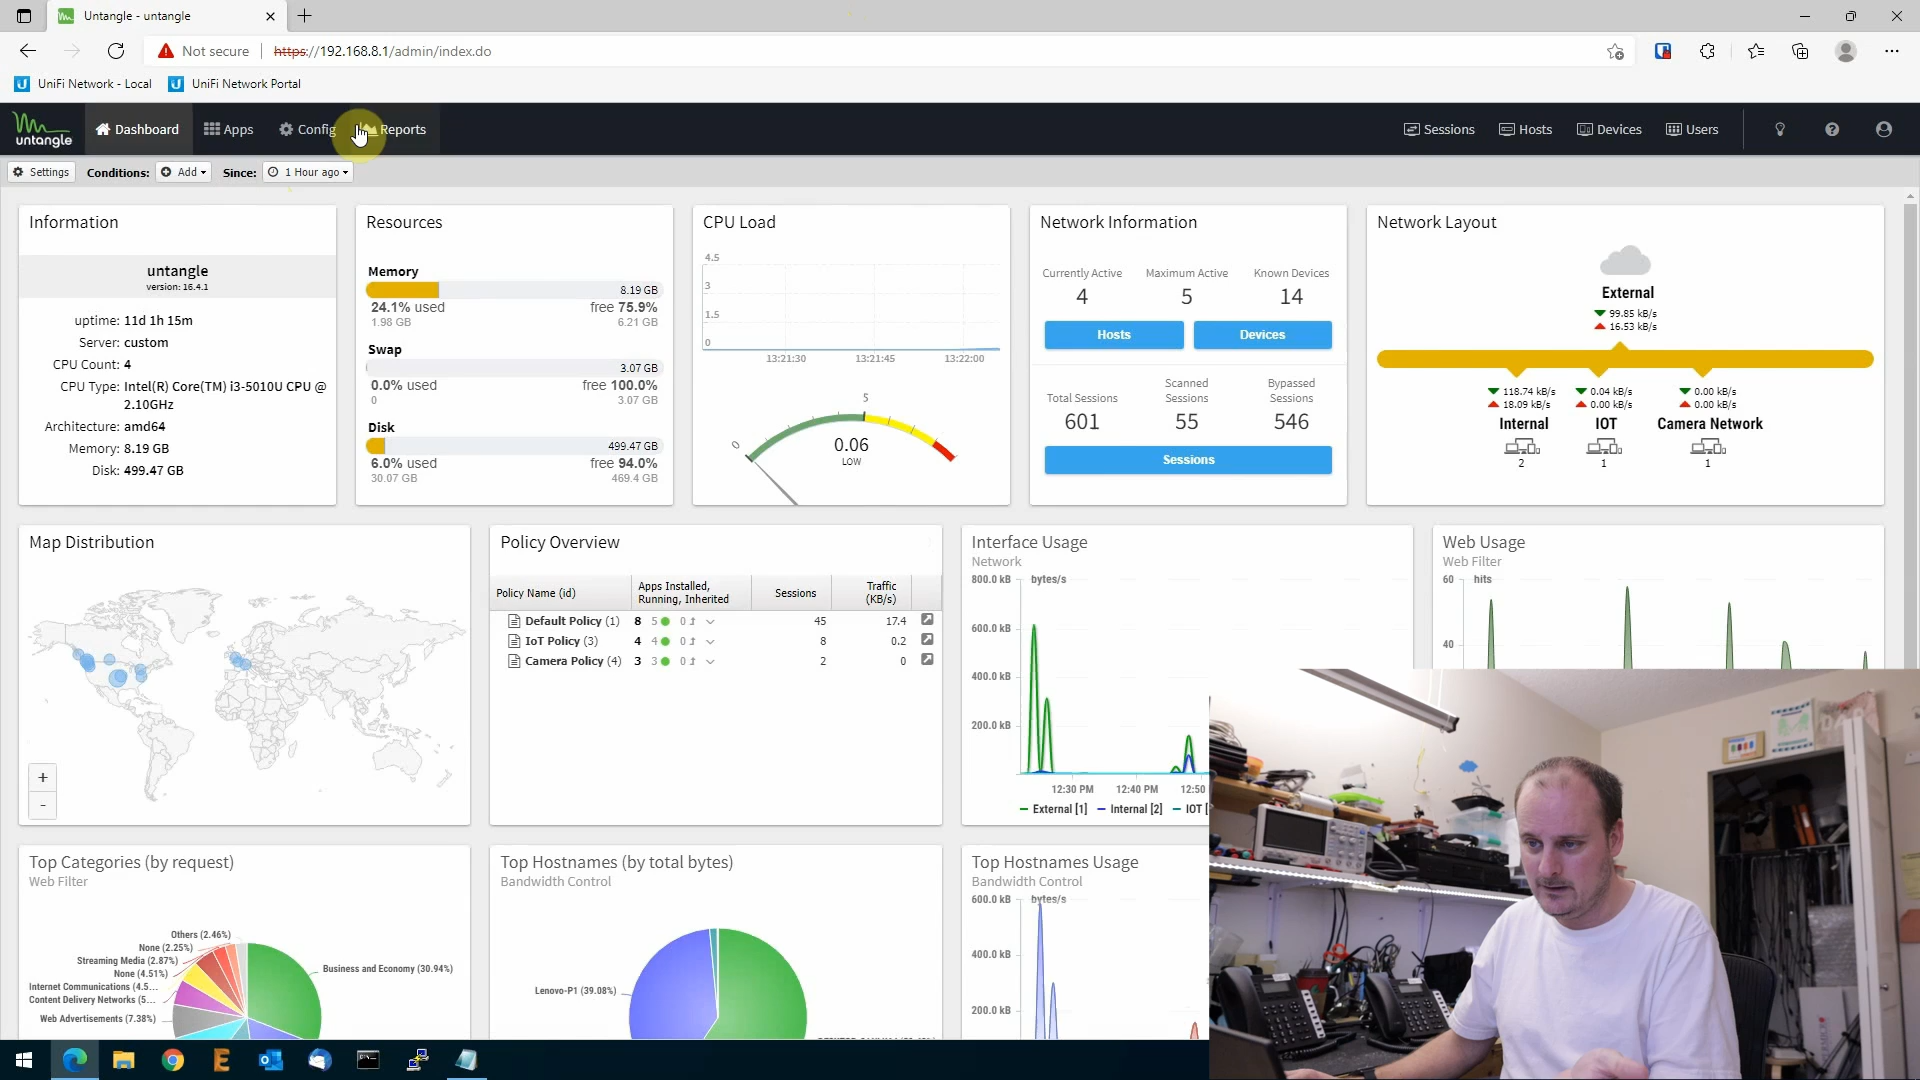 Untangle - untangle
Not secure
https://192.168.8.1/admin/index.do
UniFi Network - Local
UniFi Network Portal
untangle
Dashboard
Apps
Config
Reports
Sessions
Hosts
Devices
Users
Settings
Conditions:
Add
Since:
1 Hour ago
Information
untangle
version: 16.4.1
uptime: 11d 1h 15m
Server: custom
CPU Count: 4
CPU Type: Intel(R) Core(TM) i3-5010U CPU @
2.10GHz
Architecture: amd64
Memory: 8.19 GB
Disk: 499.47 GB
Resources
Memory
8.19 GB
24.1% used
free 75.9%
1.98 GB
6.21 GB
Swap
3.07 GB
0.0% used
free 100.0%
0
3.07 GB
Disk
499.47 GB
6.0% used
free 94.0%
30.07 GB
469.4 GB
CPU Load
4.5
3
1.5
0
13:21:30
13:21:45
13:22:00
5
0
0.06
LOW
Network Information
Currently Active
Maximum Active
Known Devices
4
5
14
Hosts
Devices
Total Sessions
Scanned
Sessions
Bypassed
Sessions
601
55
546
Sessions
Network Layout
External
99.85 kB/s
16.53 kB/s
118.74 kB/s
18.09 kB/s
Internal
2
0.04 kB/s
0.00 kB/s
IOT
1
0.00 kB/s
0.00 kB/s
Camera Network
1
Map Distribution
+
-
Policy Overview
Policy Name (id)
Apps Installed,
Running, Inherited
Sessions
Traffic
(KB/s)
Default Policy (1) 8 5 0 45 17.4
IoT Policy (3) 4 4 0 8 0.2
Camera Policy (4) 3 3 0 2 0
Interface Usage
Network
bytes/s
800.0 kB
600.0 kB
400.0 kB
200.0 kB
12:30 PM
12:40 PM
12:50
External [1]
Internal [2]
IOT [
Web Usage
Web Filter
60
hits
40
Top Categories (by request)
Web Filter
Others (2.46%)
None (2.25%)
Streaming Media (2.87%)
None (4.51%)
Internet Communications (4.5...
Content Delivery Networks (5...
Web Advertisements (7.38%)
Business and Economy (30.94%)
Top Hostnames (by total bytes)
Bandwidth Control
Lenovo-P1 (39.08%)
Top Hostnames Usage
Bandwidth Control
bytes/s
600.0 kB
400.0 kB
200.0 kB